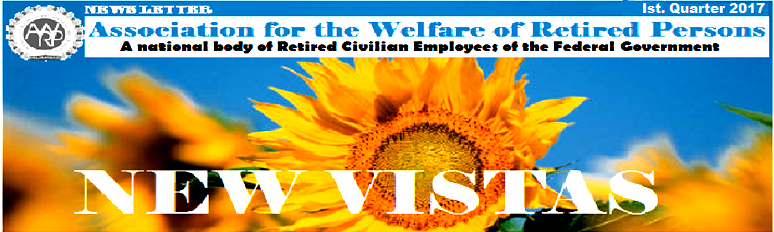 NEWS LETTER
Ist. Quarter 2017
Association for the Welfare of Retired Persons
A national body of Retired Civilian Employees of the Federal Government
NEW VISTAS